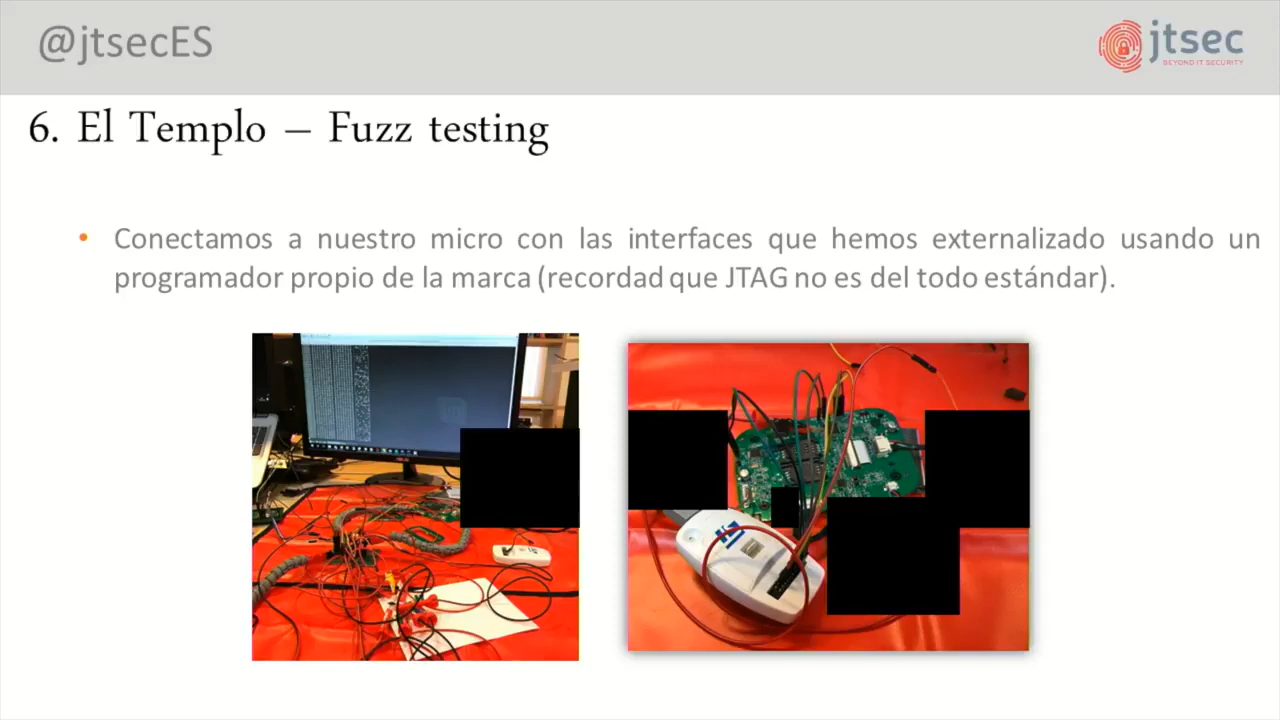 @jtsecES
jtsec
BEYOND IT SECURITY
6. El Templo – Fuzz testing
• Conectamos a nuestro micro con las interfaces que hemos externalizado usando un
programador propio de la marca (recordad que JTAG no es del todo estándar).